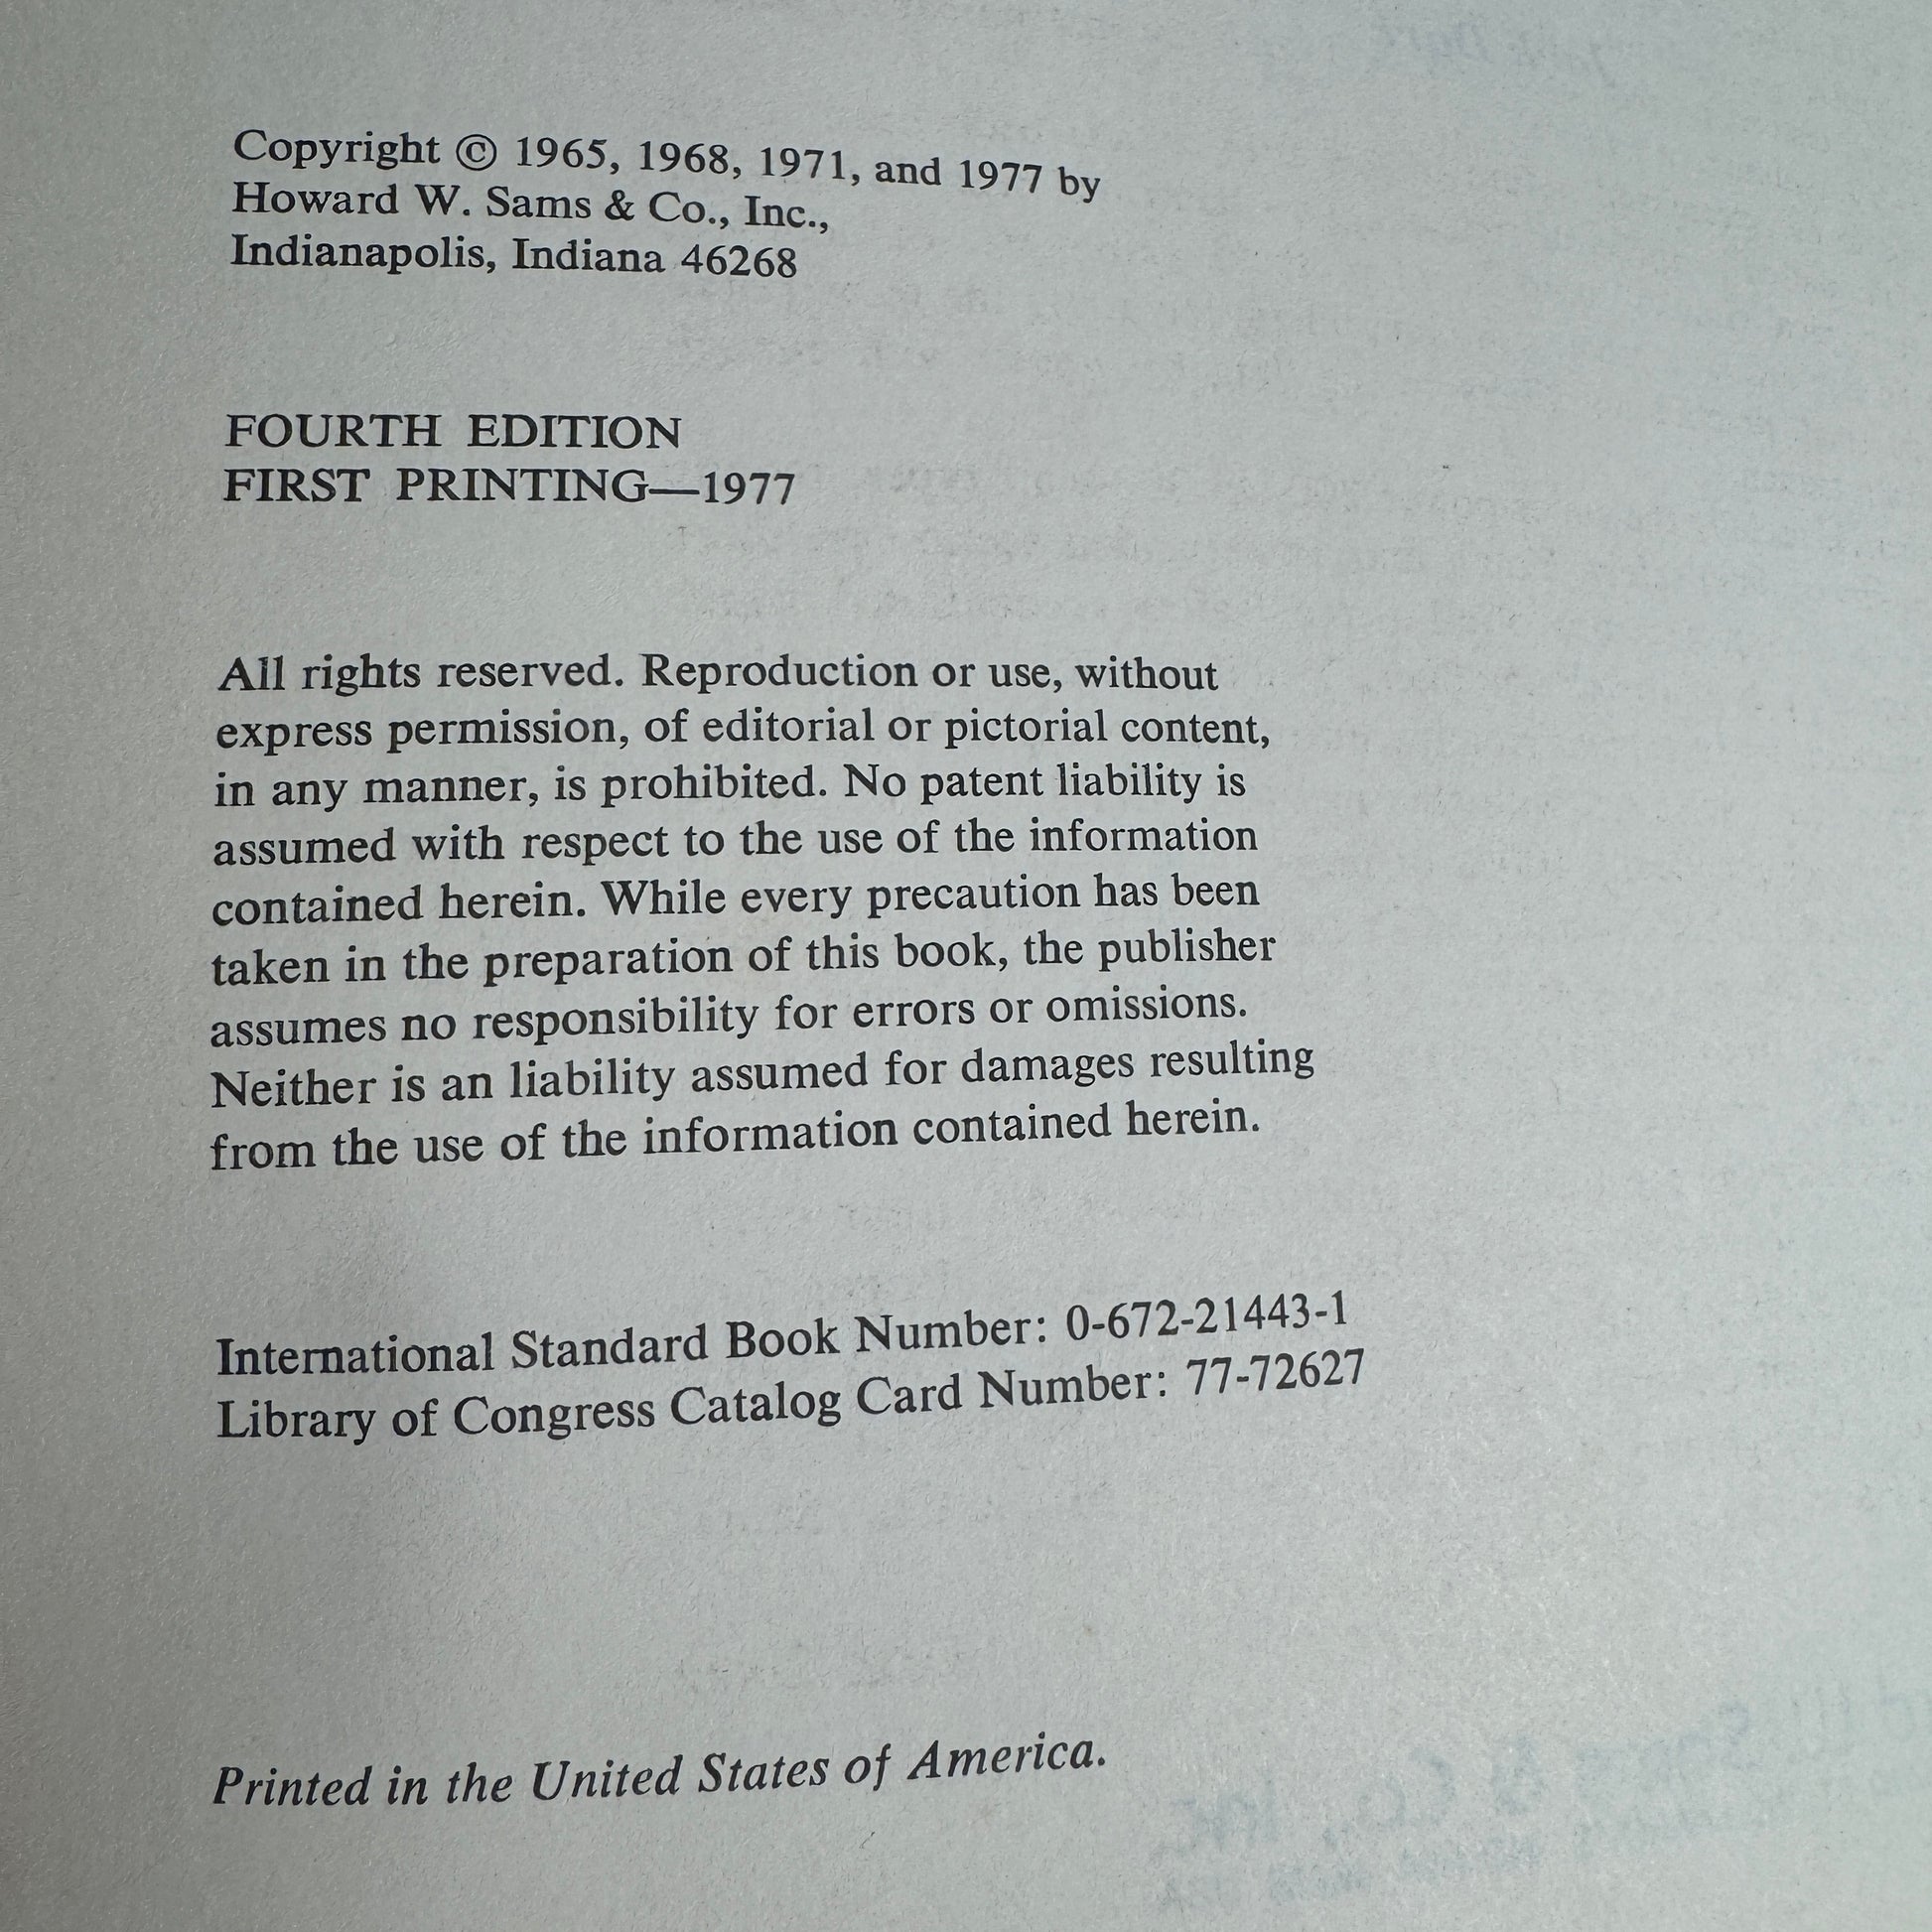 Copyright © 1965, 1968, 1971, and 1977 by
Howard W. Sams & Co., Inc.,
Indianapolis, Indiana 46268
FOURTH EDITION
FIRST PRINTING—1977
All rights reserved. Reproduction or use, without
express permission, of editorial or pictorial content,
in any manner, is prohibited. No patent liability is
assumed with respect to the use of the information
contained herein. While every precaution has been
taken in the preparation of this book, the publisher
assumes no responsibility for errors or omissions.
Neither is an liability assumed for damages resulting
from the use of the information contained herein.
International Standard Book Number: 0-672-21443-1
Library of Congress Catalog Card Number: 77-72627
Printed in the United States of America.